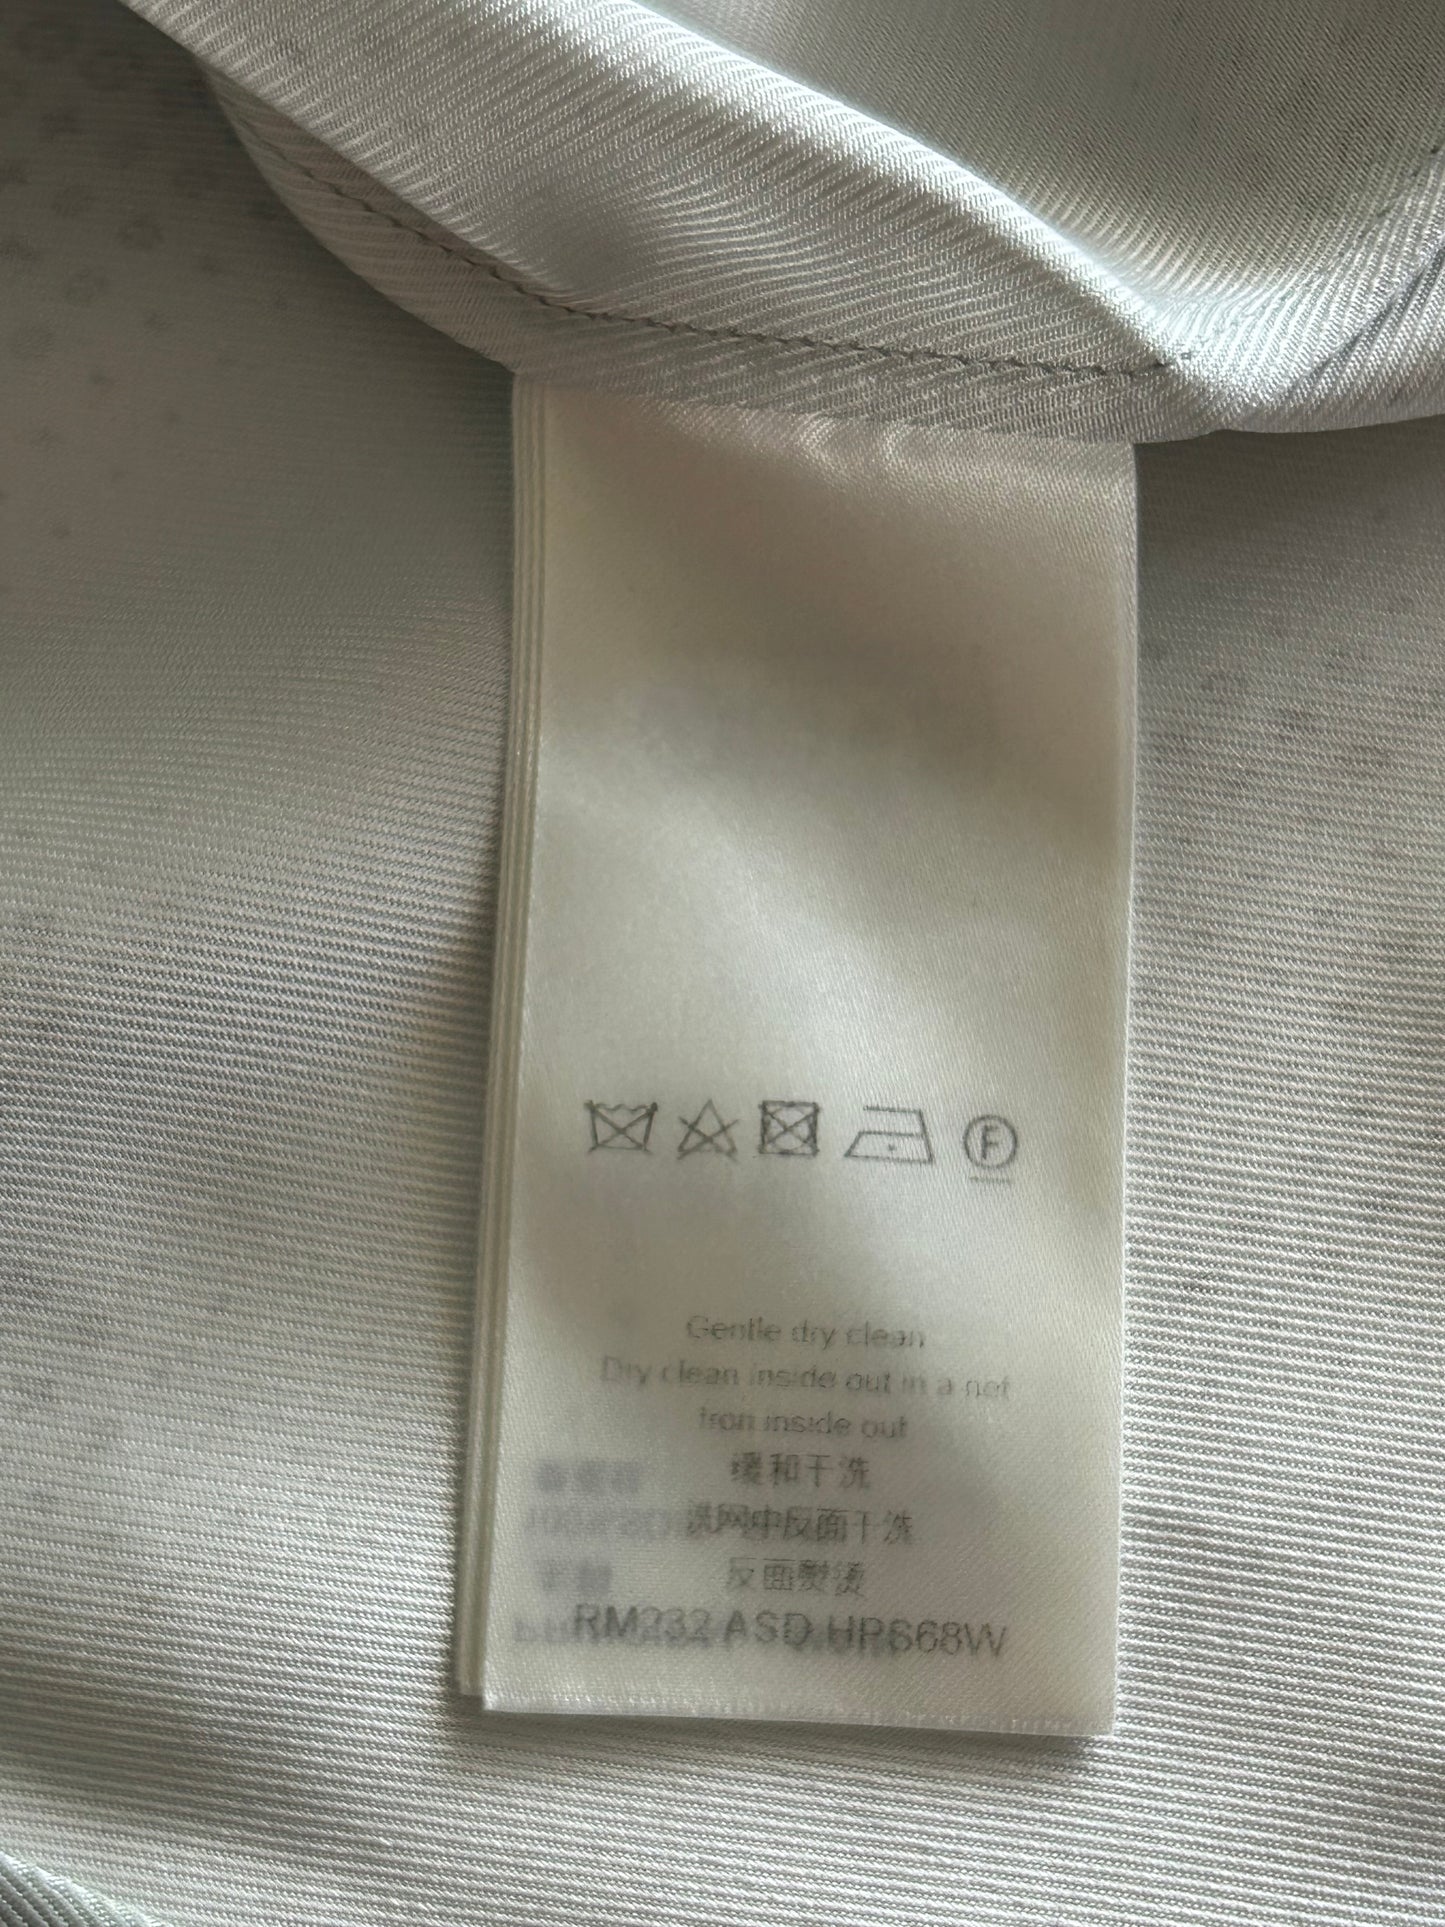 F
Gentle dry clean
Dry clean inside out in a net
Iron inside out
缓和干洗
洗网中反面干洗
反面熨烫
RM232 ASD HP668W